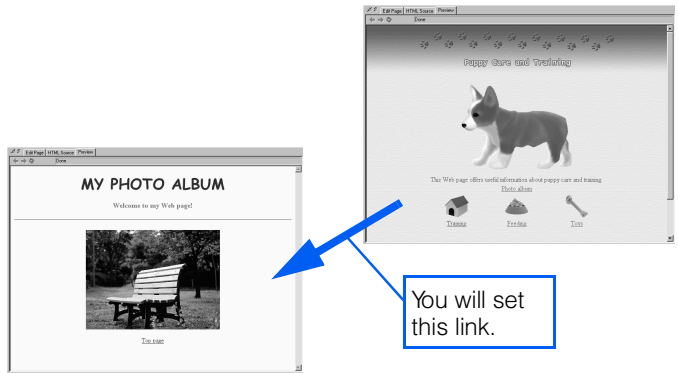 Edit Page HTML Source Preview
Done
Puppy Care and Training
This Web page offers useful information about puppy care and training.
Photo album
Training Feeding Toys
Edit Page HTML Source Preview
Done
MY PHOTO ALBUM
Welcome to my Web page!
Top page
You will set
this link.